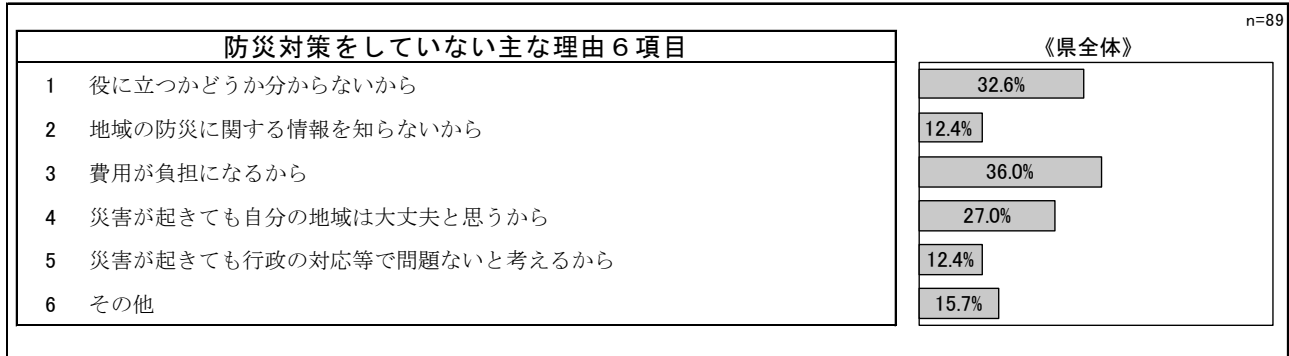 n=89
防災対策をしていない主な理由６項目
《県全体》
1 役に立つかどうか分からないから 32.6%
2 地域の防災に関する情報を知らないから 12.4%
3 費用が負担になるから 36.0%
4 災害が起きても自分の地域は大丈夫と思うから 27.0%
5 災害が起きても行政の対応等で問題ないと考えるから 12.4%
6 その他 15.7%